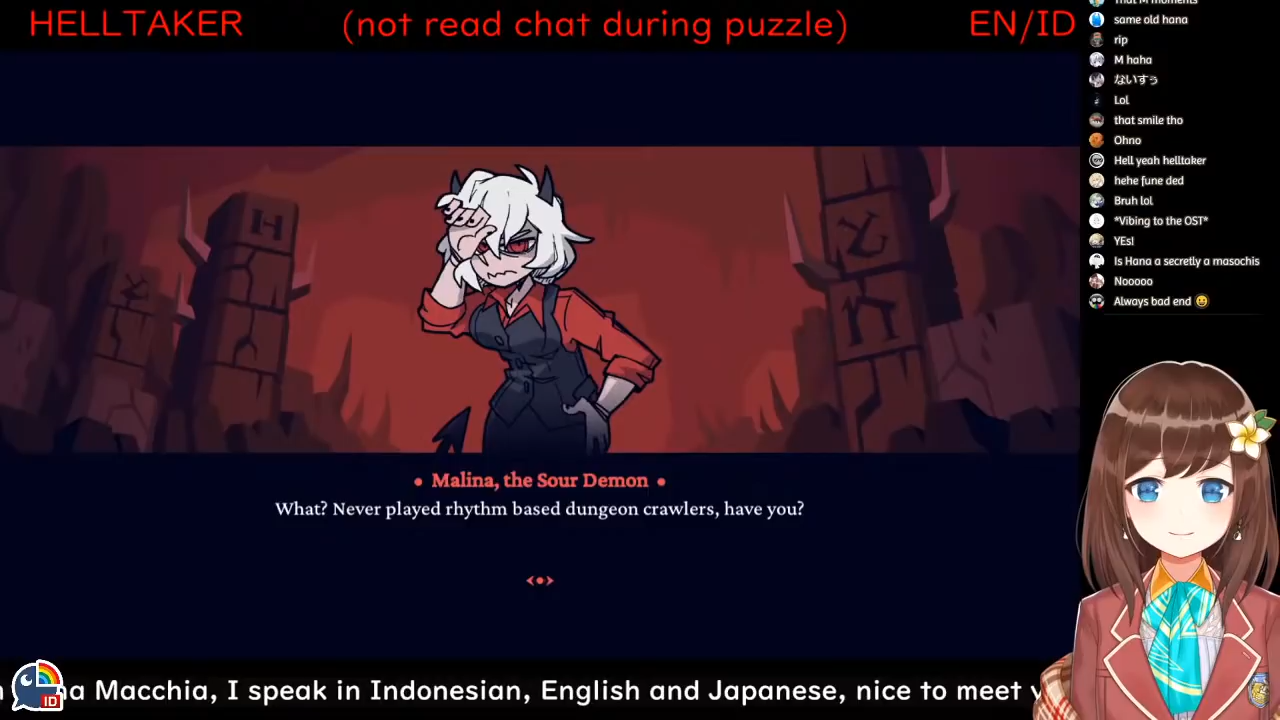 HELLTAKER (not read chat during puzzle) EN/ID
same old hana
rip
M haha
ないすぅ
Lol
that smile tho
Ohno
Hell yeah helltaker
hehe fune ded
Bruh lol
*Vibing to the OST*
YEs!
Is Hana a secretly a masochis
Nooooo
Always bad end 😃
• Malina, the Sour Demon •
What? Never played rhythm based dungeon crawlers, have you?
a Macchia, I speak in Indonesian, English and Japanese, nice to meet
ID